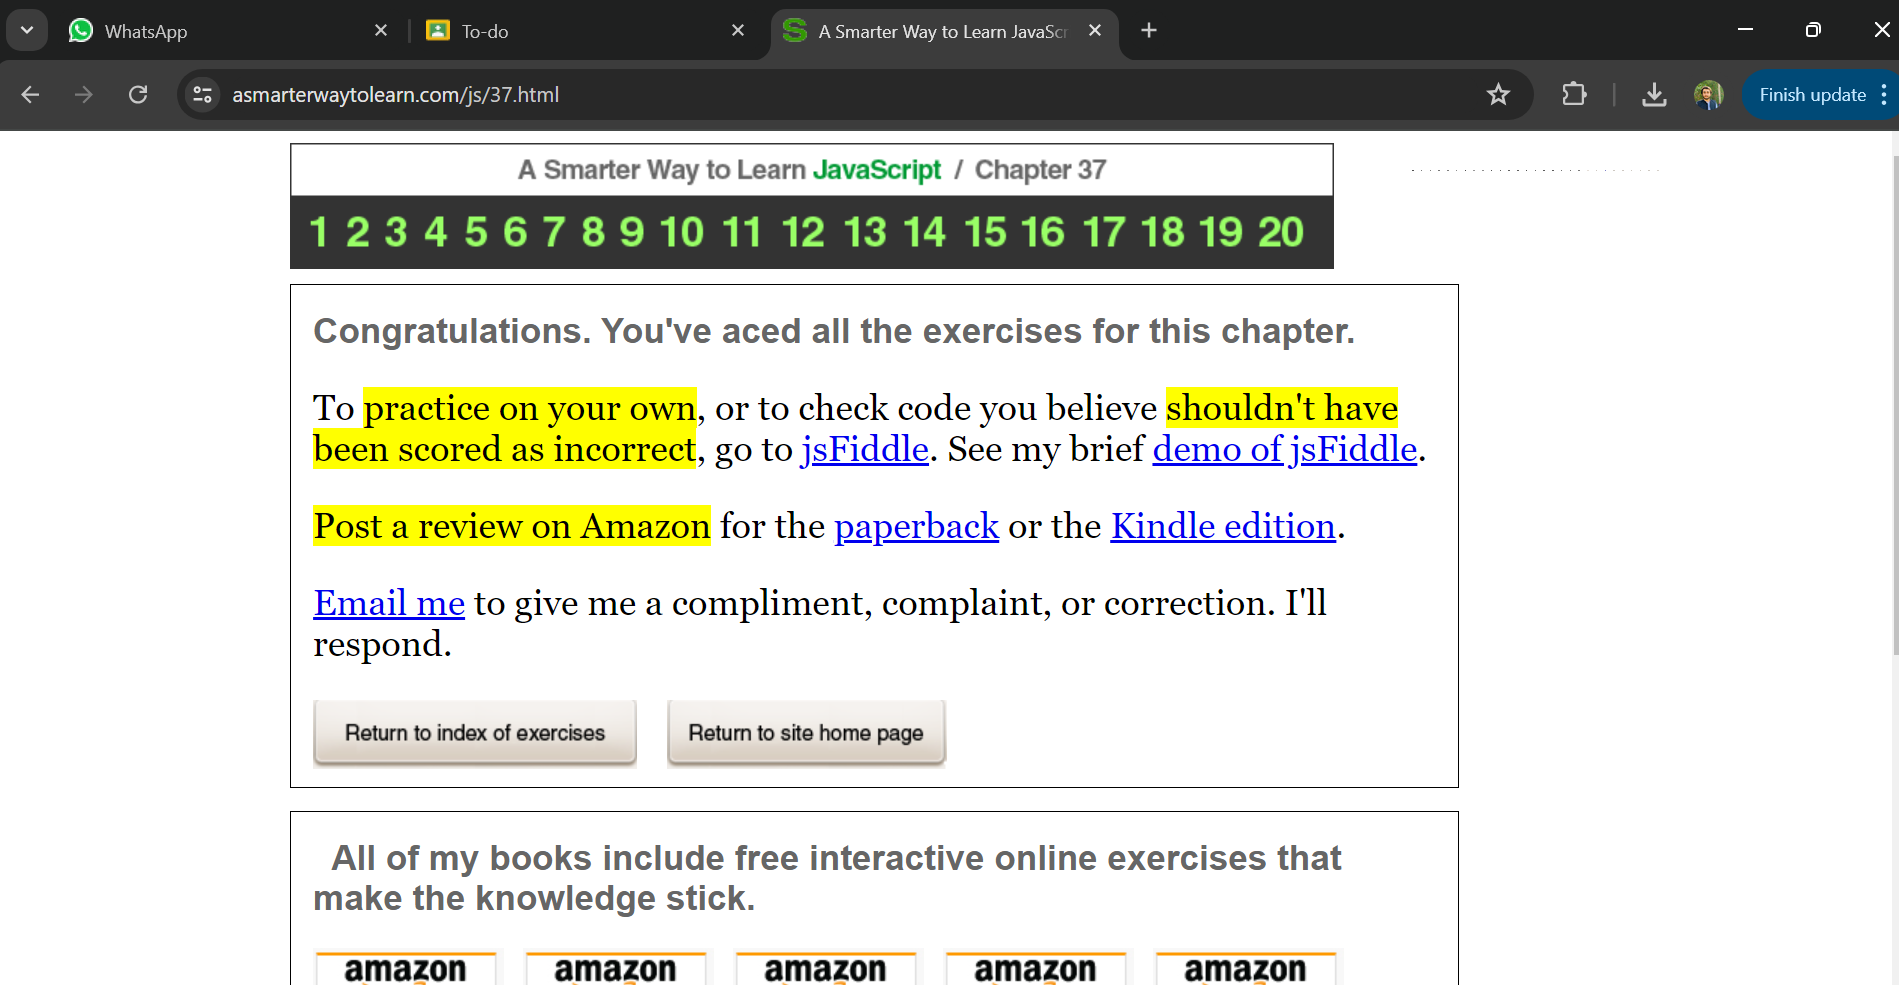 WhatsApp
To-do
A Smarter Way to Learn JavaScr
asmarterwaytolearn.com/js/37.html
Finish update
A Smarter Way to Learn JavaScript / Chapter 37
1 2 3 4 5 6 7 8 9 10 11 12 13 14 15 16 17 18 19 20
Congratulations. You've aced all the exercises for this chapter.
To practice on your own, or to check code you believe shouldn't have
been scored as incorrect, go to jsFiddle. See my brief demo of jsFiddle.
Post a review on Amazon for the paperback or the Kindle edition.
Email me to give me a compliment, complaint, or correction. I'll
respond.
Return to index of exercises
Return to site home page
All of my books include free interactive online exercises that
make the knowledge stick.
amazon amazon amazon amazon amazon